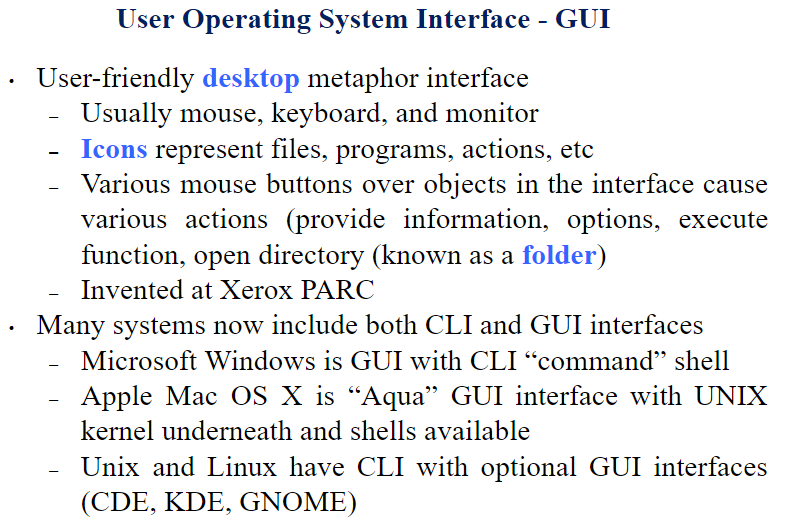 User Operating System Interface - GUI
• User-friendly desktop metaphor interface
– Usually mouse, keyboard, and monitor
– Icons represent files, programs, actions, etc
– Various mouse buttons over objects in the interface cause
various actions (provide information, options, execute
function, open directory (known as a folder)
– Invented at Xerox PARC
• Many systems now include both CLI and GUI interfaces
– Microsoft Windows is GUI with CLI “command” shell
– Apple Mac OS X is “Aqua” GUI interface with UNIX
kernel underneath and shells available
– Unix and Linux have CLI with optional GUI interfaces
(CDE, KDE, GNOME)